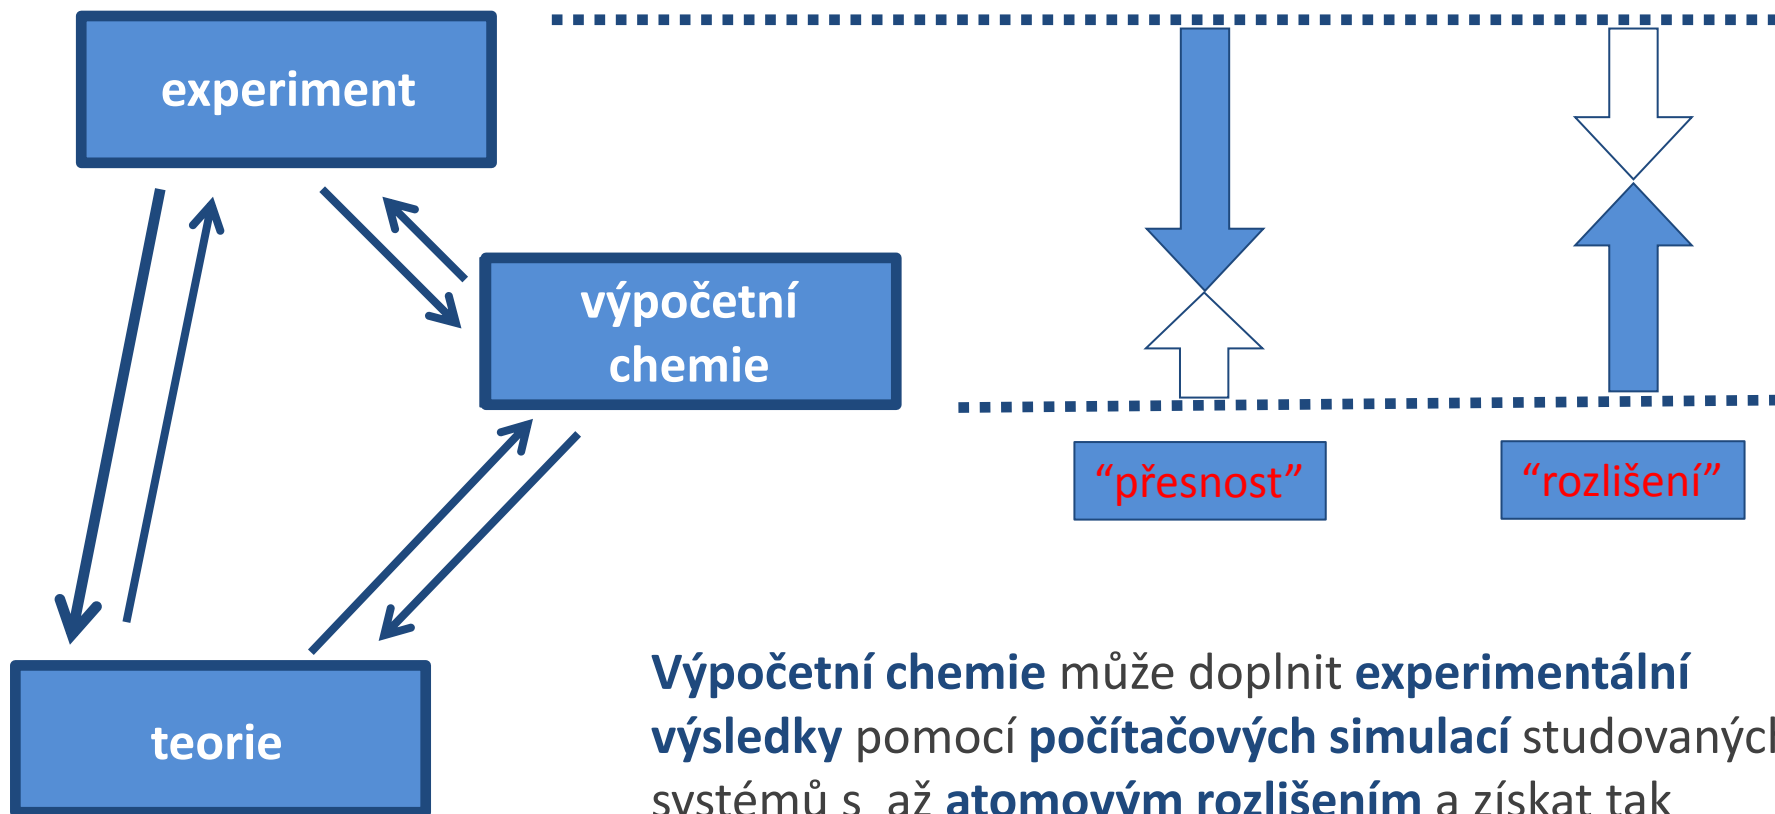 experiment
výpočetní
chemie
“přesnost”
“rozlišení”
teorie
Výpočetní chemie může doplnit experimentální
výsledky pomocí počítačových simulací studovaných
systémů s až atomovým rozlišením a získat tak